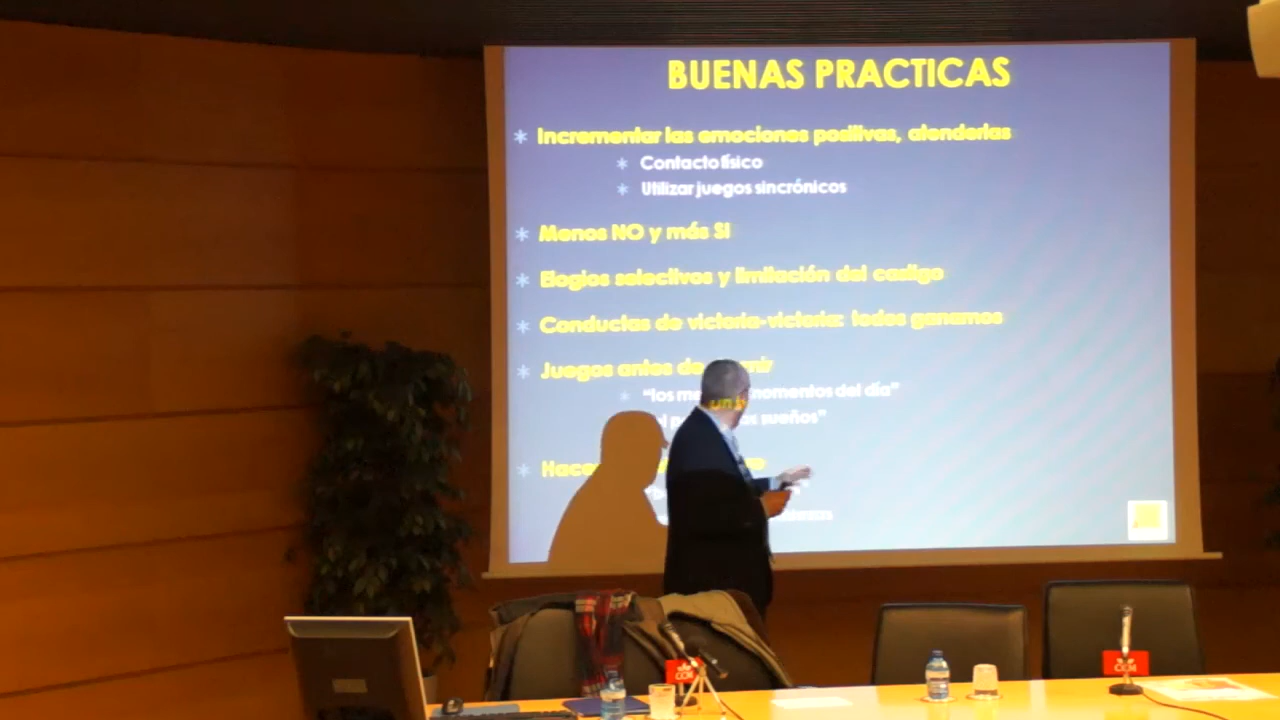 BUENAS PRACTICAS
* Incrementar las emociones positivas, atenderlas
* Contacto físico
* Utilizar juegos sincrónicos
* Menos NO y más SI
* Elogios selectivos y limitación del castigo
* Conductas de victoria-victoria: todos ganamos
* Juegos antes de
* "los momentos del día"
sueños"
*